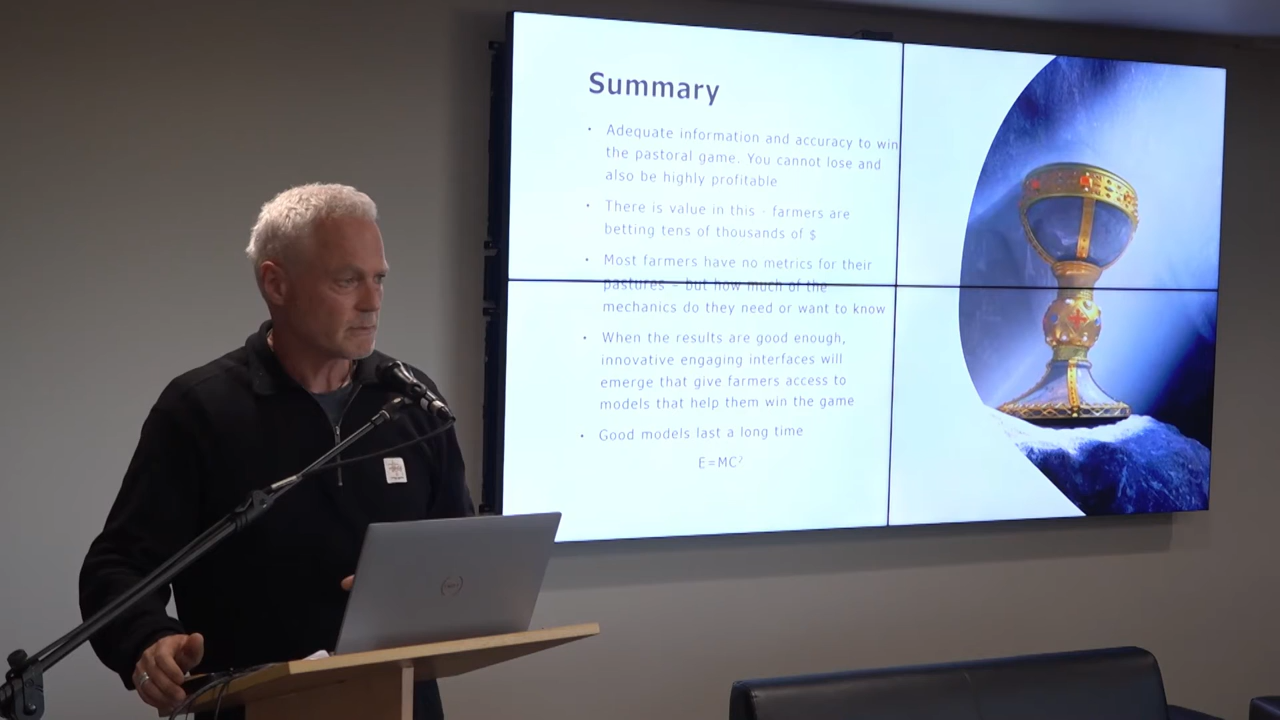 Summary
• Adequate information and accuracy to win
the pastoral game. You cannot lose and
also be highly profitable
• There is value in this - farmers are
betting tens of thousands of $
• Most farmers have no metrics for their
pastures – but how much of the
mechanics do they need or want to know
• When the results are good enough,
innovative engaging interfaces will
emerge that give farmers access to
models that help them win the game
• Good models last a long time
E=MC²
DELL